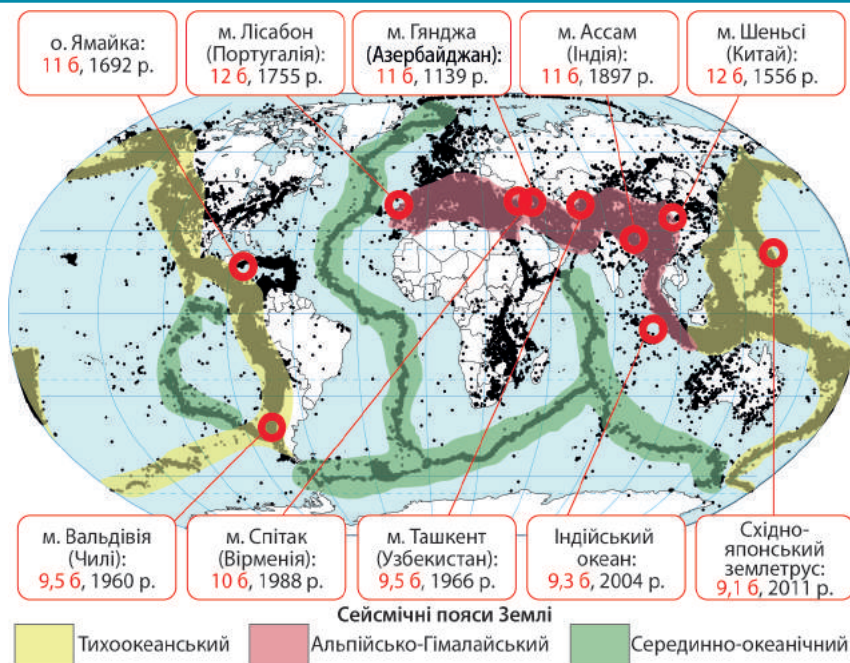 о. Ямайка:
11 б, 1692 р.
м. Лісабон
(Португалія):
12 б, 1755 р.
м. Гянджа
(Азербайджан):
11 б, 1139 р.
м. Ассам
(Індія):
11 б, 1897 р.
м. Шеньсі
(Китай):
12 б, 1556 р.
м. Вальдівія
(Чилі):
9,5 б, 1960 р.
м. Спітак
(Вірменія):
10 б, 1988 р.
м. Ташкент
(Узбекистан):
9,5 б, 1966 р.
Індійський
океан:
9,3 б, 2004 р.
Східно-
японський
землетрус:
9,1 б, 2011 р.
Сейсмічні пояси Землі
Тихоокеанський
Альпійсько-Гімалайський
Серединно-океанічний